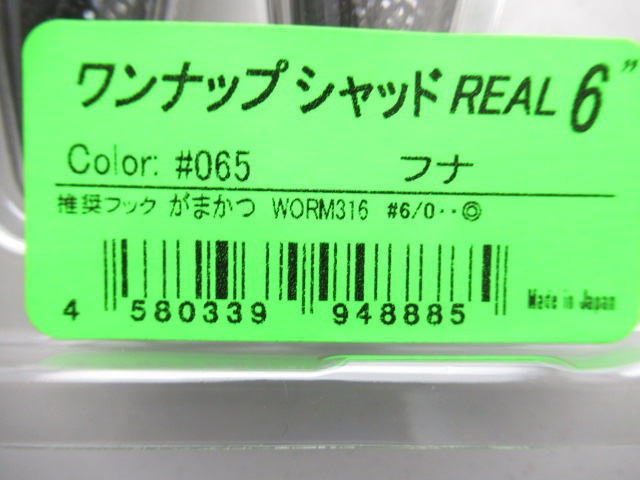 ワンナップシャッド REAL 6"
Color: #065 フナ
推奨フック がまかつ WORM316 #6/0‥◎
4 580339 948885
Made in Japan